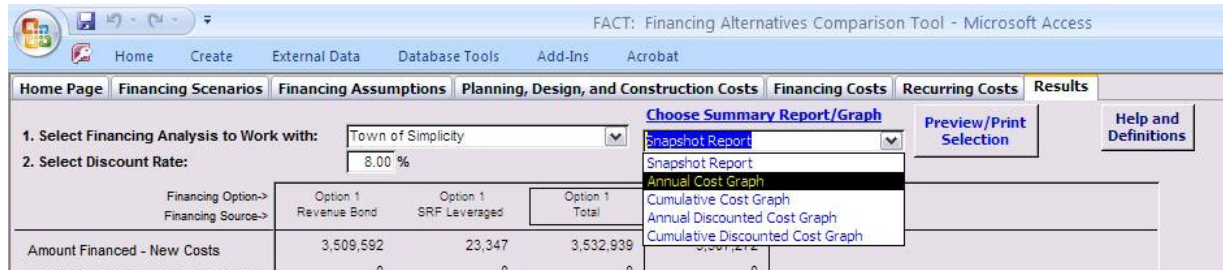 FACT: Financing Alternatives Comparison Tool - Microsoft Access
Home Create External Data Database Tools Add-Ins Acrobat
Home Page Financing Scenarios Financing Assumptions Planning, Design, and Construction Costs Financing Costs Recurring Costs Results
Choose Summary Report/Graph
Preview/Print
Selection
Help and
Definitions
1. Select Financing Analysis to Work with: Town of Simplicity Snapshot Report
2. Select Discount Rate: 8.00 %
Snapshot Report
Annual Cost Graph
Cumulative Cost Graph
Annual Discounted Cost Graph
Cumulative Discounted Cost Graph
Financing Option-> Option 1 Option 1 Option 1
Financing Source-> Revenue Bond SRF Leveraged Total
Amount Financed - New Costs 3,509,592 23,347 3,532,939